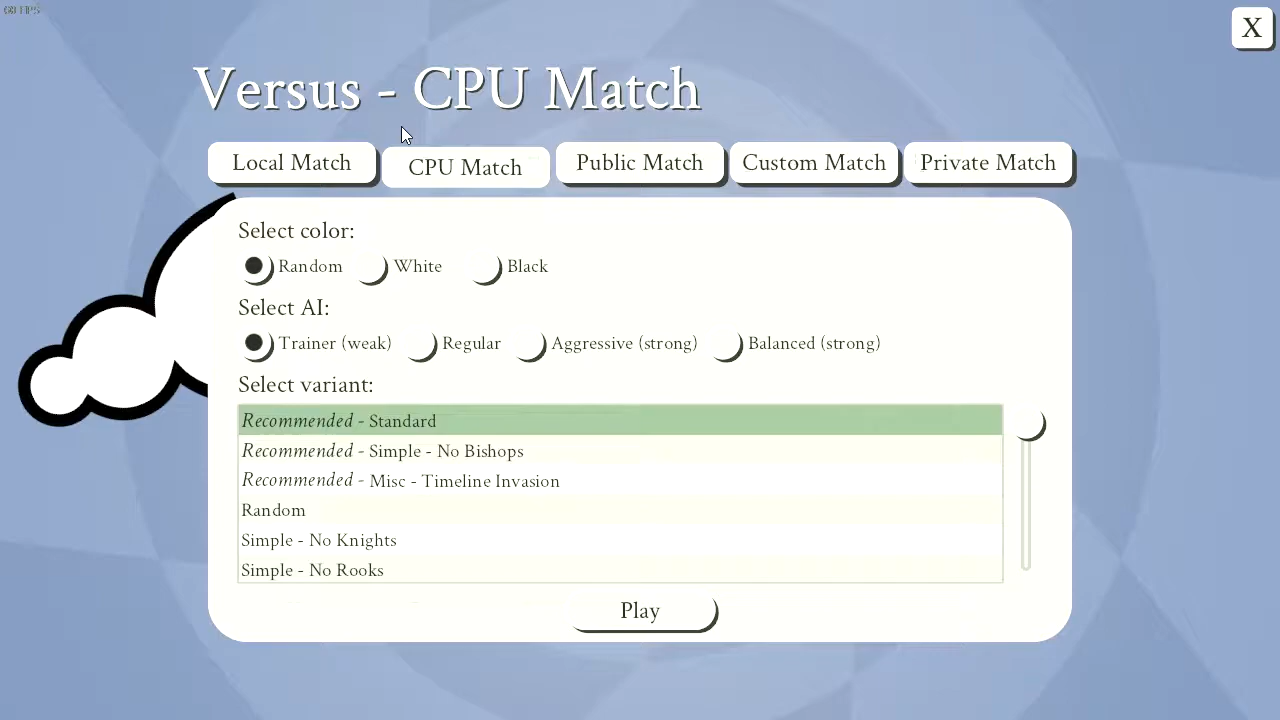 60 FPS
X
Versus - CPU Match
Local Match CPU Match Public Match Custom Match Private Match
Select color:
Random White Black
Select AI:
Trainer (weak) Regular Aggressive (strong) Balanced (strong)
Select variant:
Recommended - Standard
Recommended - Simple - No Bishops
Recommended - Misc - Timeline Invasion
Random
Simple - No Knights
Simple - No Rooks
Play